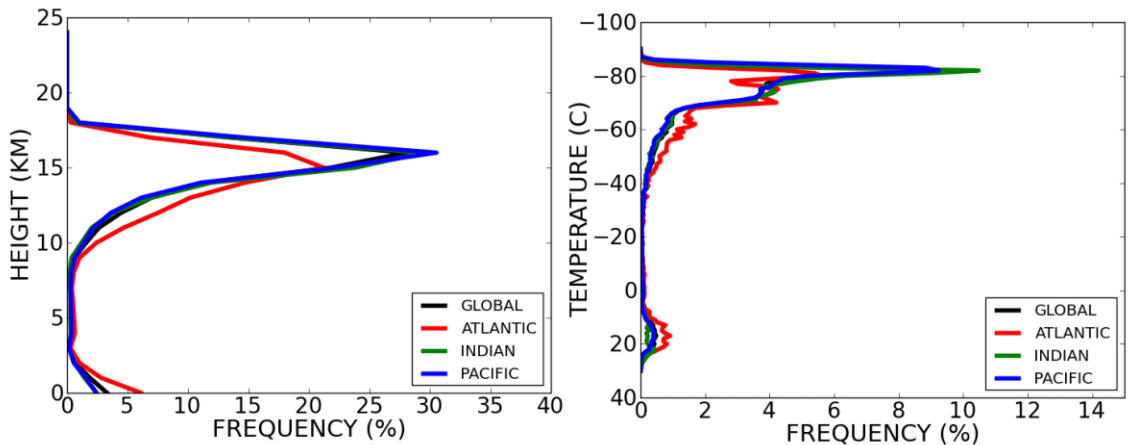 25
20
15
10
5
0
HEIGHT (KM)
0 5 10 15 20 25 30 35 40
FREQUENCY (%)
GLOBAL
ATLANTIC
INDIAN
PACIFIC
−100
−80
−60
−40
−20
0
20
40
TEMPERATURE (C)
0 2 4 6 8 10 12 14
FREQUENCY (%)
GLOBAL
ATLANTIC
INDIAN
PACIFIC